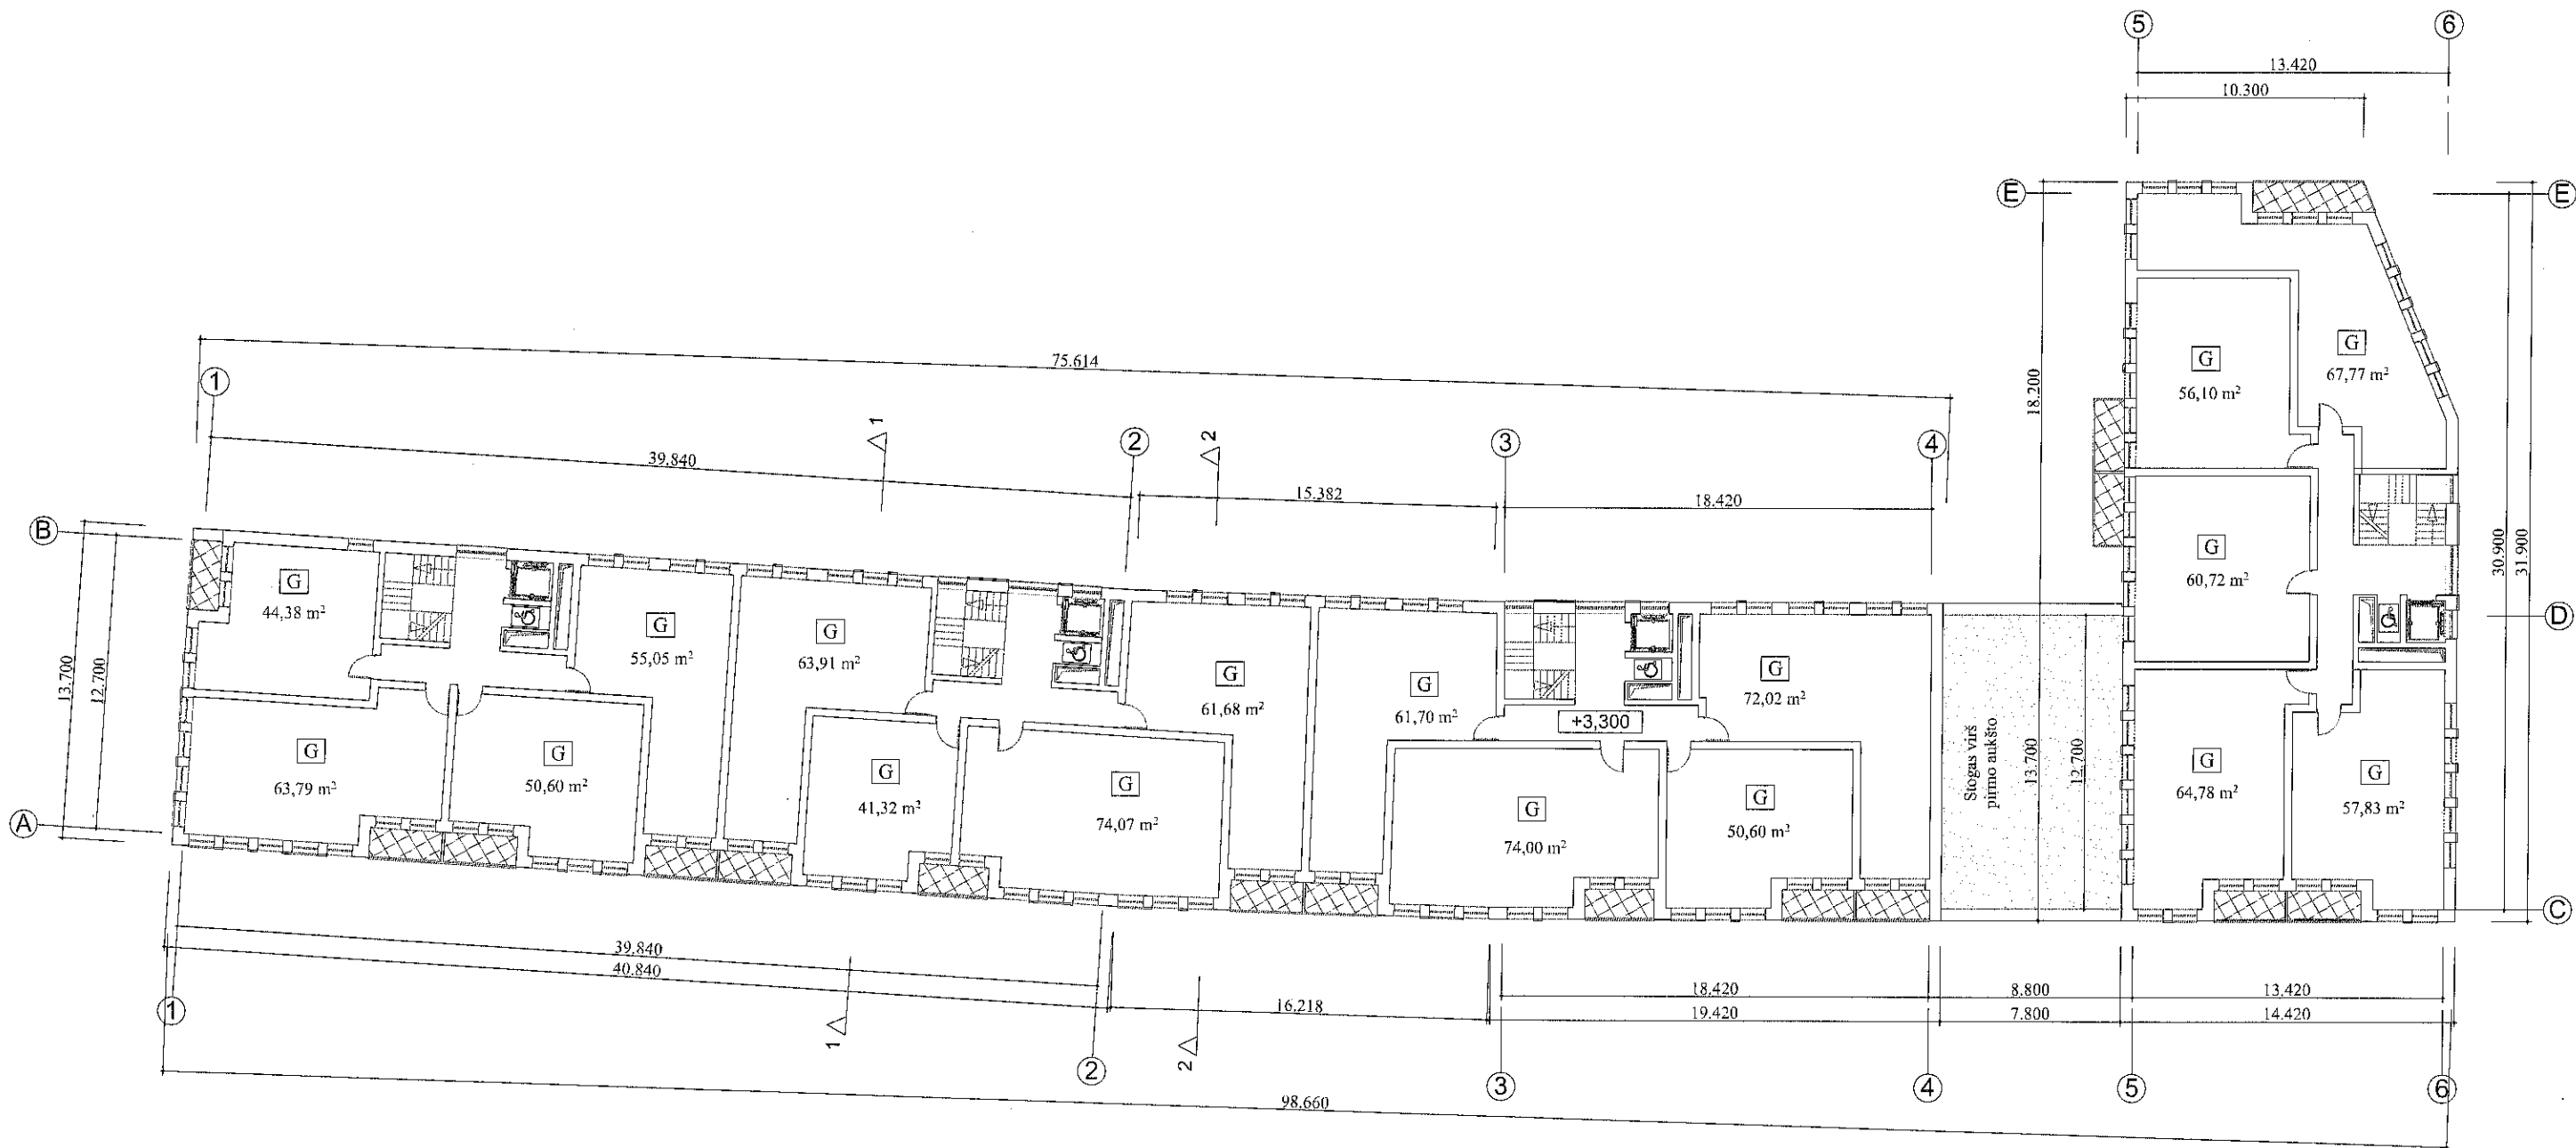 5
6
13.420
10.300
E
E
75.614
1
39.840
1
2
2
15.382
3
18.420
4
18.200
G
67,77 m²
G
56,10 m²
B
13.700
12.700
G
44,38 m²
G
55,05 m²
G
63,91 m²
G
61,68 m²
G
61,70 m²
+3,300
G
72,02 m²
G
60,72 m²
30.900
31.900
D
G
63,79 m²
G
50,60 m²
G
41,32 m²
G
74,07 m²
G
74,00 m²
G
50,60 m²
Stogas virš
pirmo aukšto
13.700
12.700
G
64,78 m²
G
57,83 m²
A
C
39.840
40.840
16.218
18.420
19.420
8.800
7.800
13.420
14.420
1
1
2
2
3
4
5
6
98.660